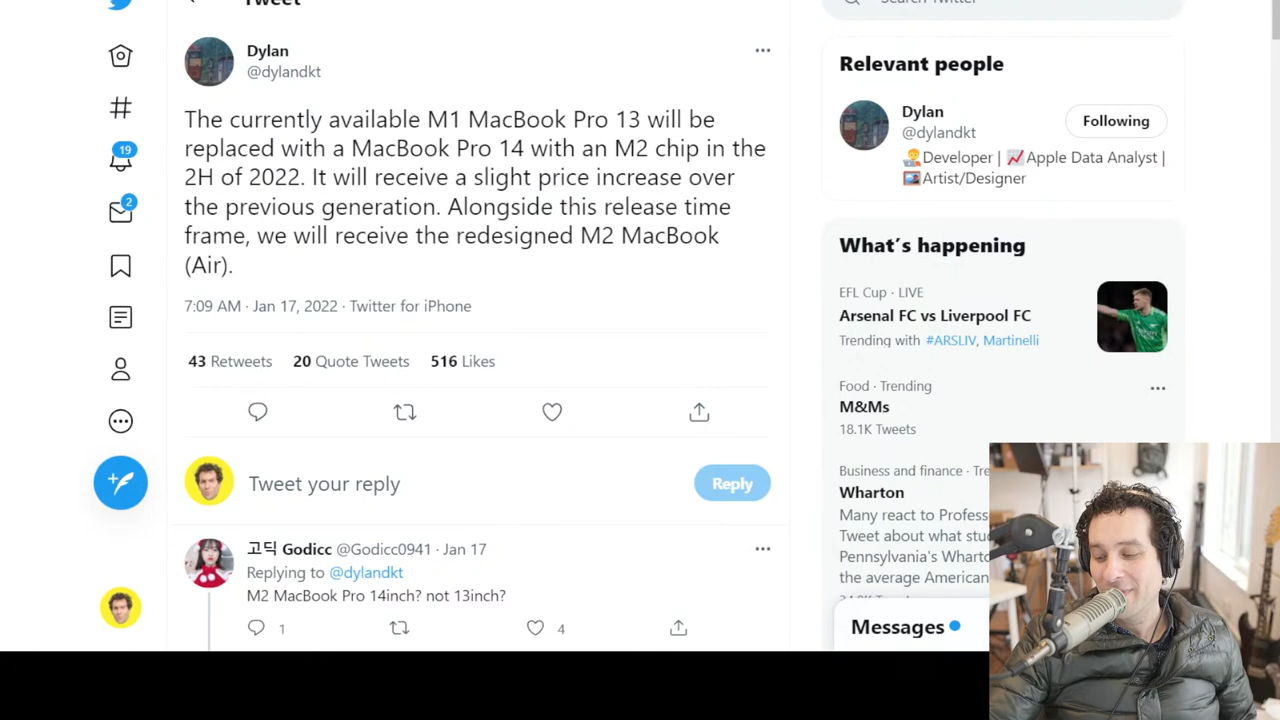 Tweet
Search Twitter
Dylan
@dylandkt
The currently available M1 MacBook Pro 13 will be
replaced with a MacBook Pro 14 with an M2 chip in the
2H of 2022. It will receive a slight price increase over
the previous generation. Alongside this release time
frame, we will receive the redesigned M2 MacBook
(Air).
7:09 AM · Jan 17, 2022 · Twitter for iPhone
43 Retweets 20 Quote Tweets 516 Likes
Tweet your reply
Reply
고딕 Godicc @Godicc0941 · Jan 17
Replying to @dylandkt
M2 MacBook Pro 14inch? not 13inch?
1
4
19
2
Relevant people
Dylan
@dylandkt
Following
Developer | Apple Data Analyst |
Artist/Designer
What's happening
EFL Cup · LIVE
Arsenal FC vs Liverpool FC
Trending with #ARSLIV, Martinelli
Food · Trending
M&Ms
18.1K Tweets
Business and finance · Tre
Wharton
Many react to Profess
Tweet about what stu
Pennsylvania's Whart
the average American
Messages